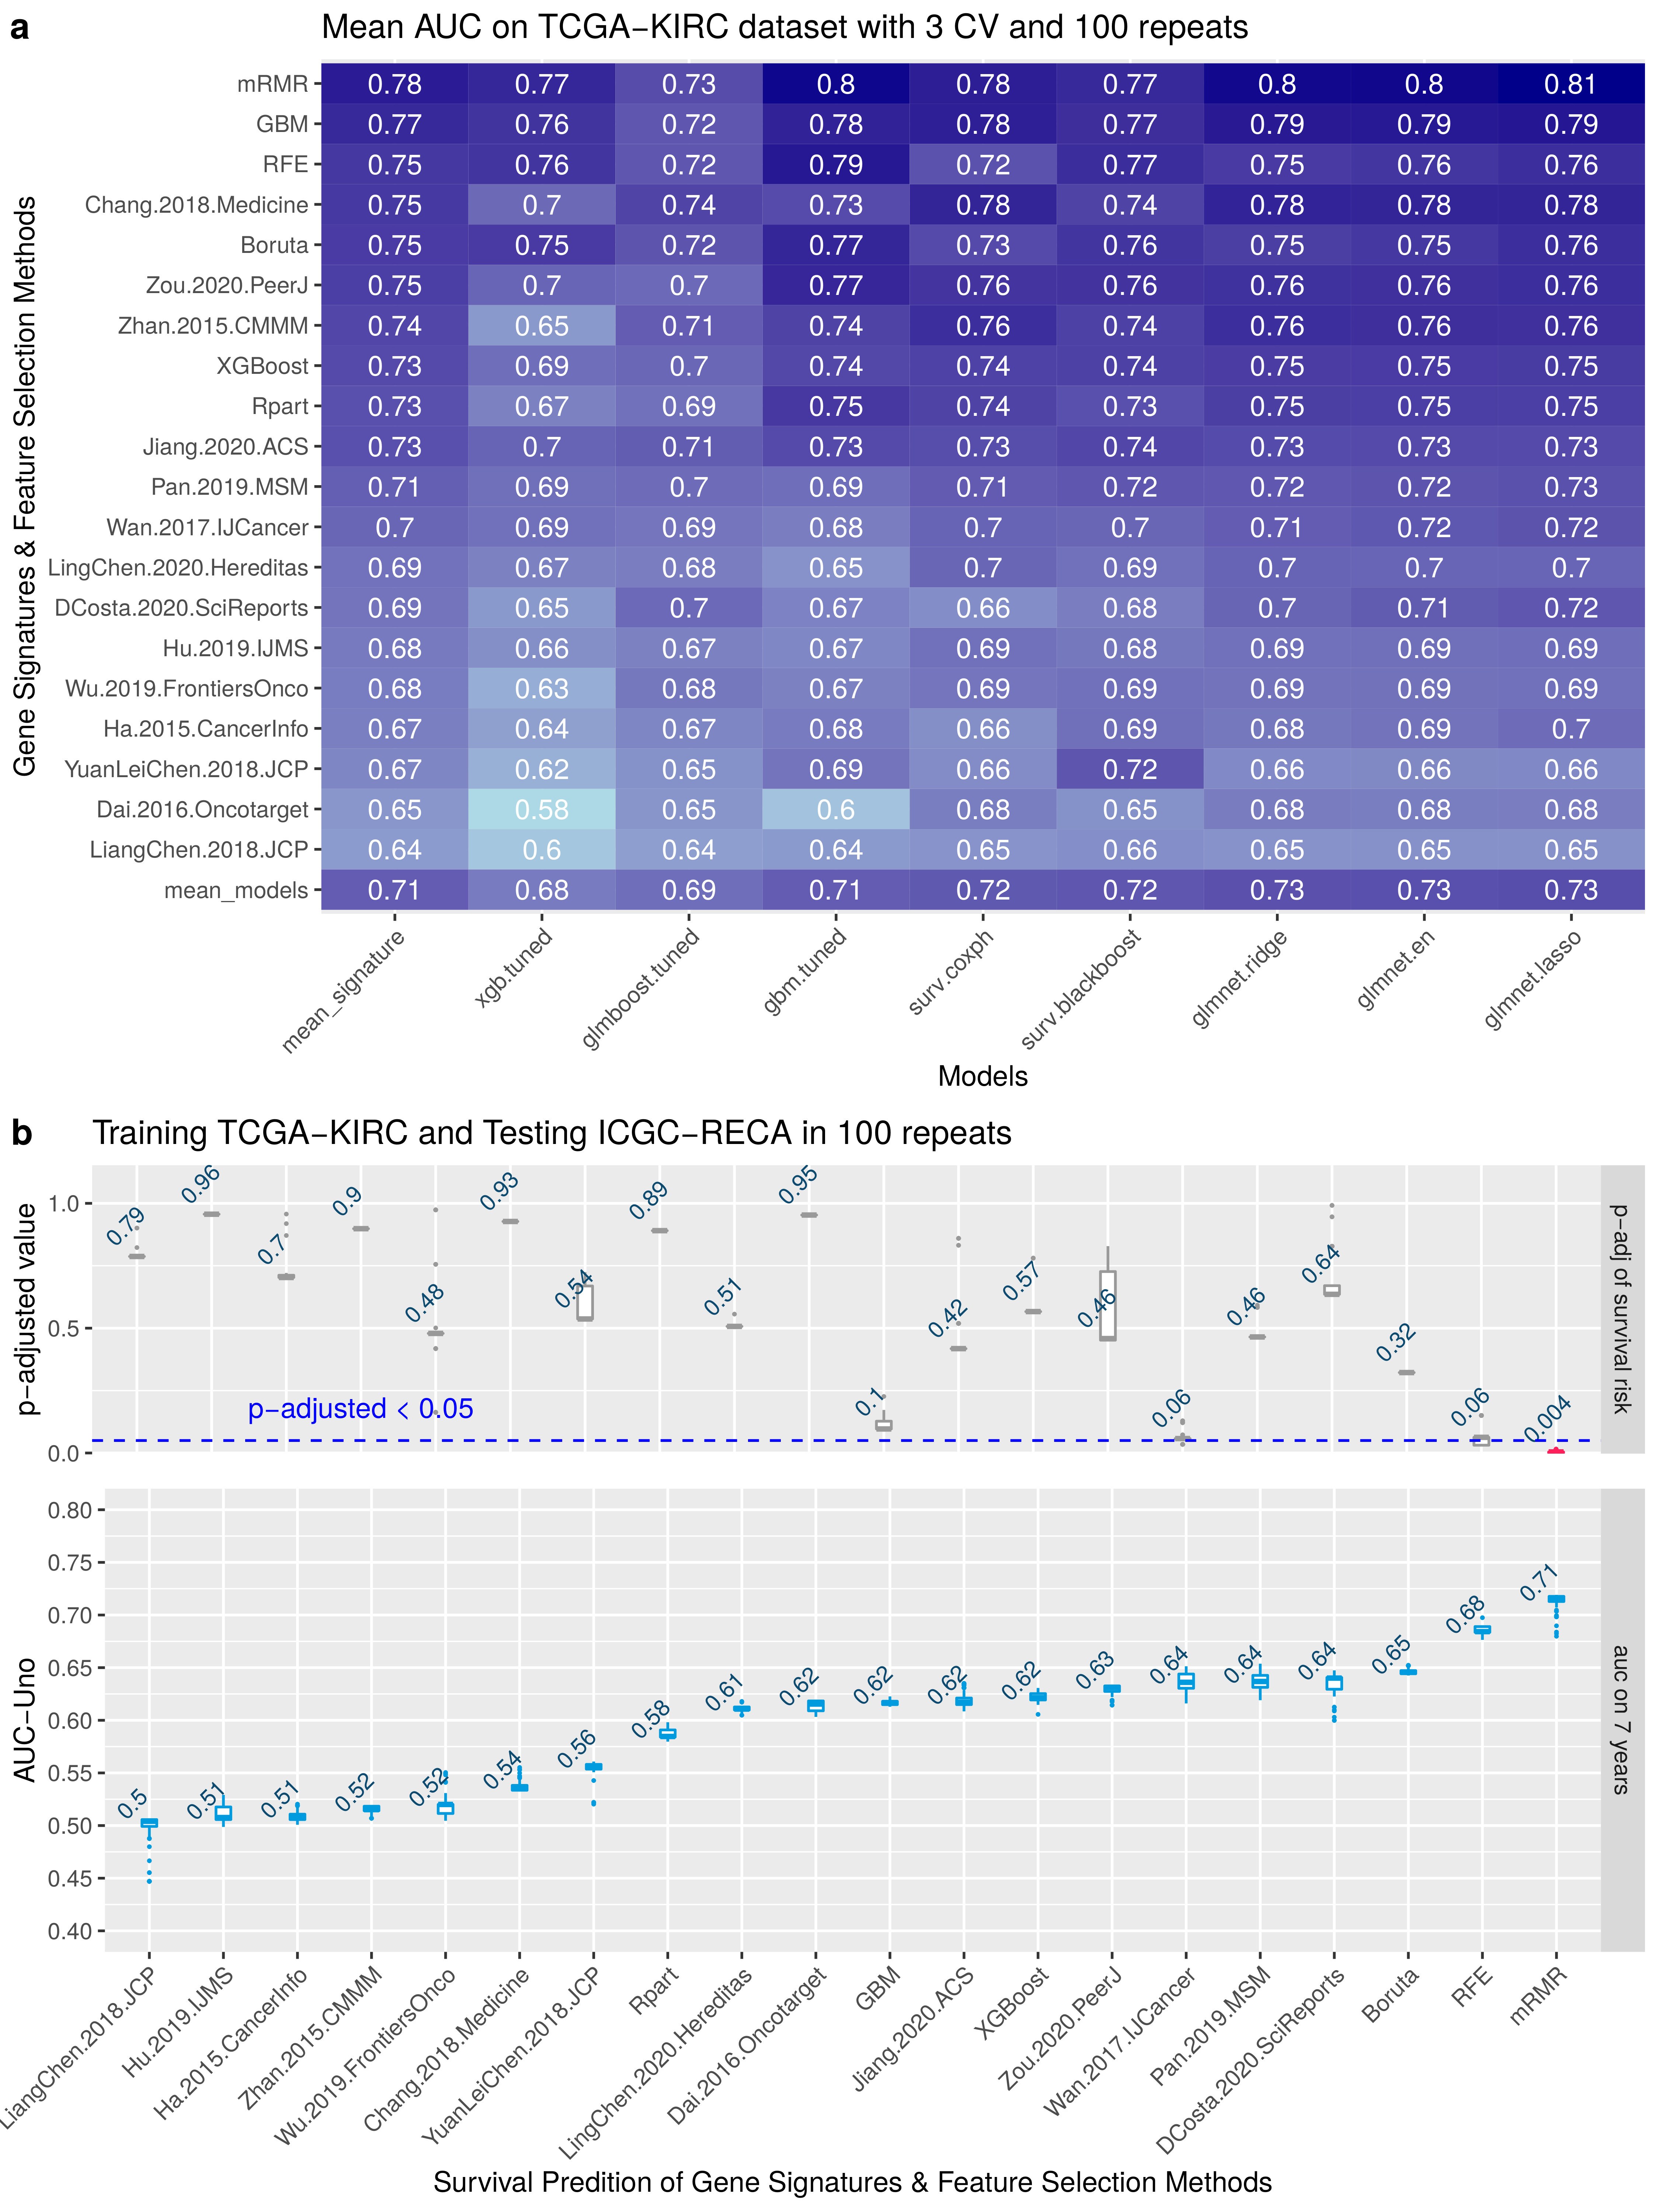 a
Mean AUC on TCGA−KIRC dataset with 3 CV and 100 repeats
Gene Signatures & Feature Selection Methods
mRMR 0.78 0.77 0.73 0.8 0.78 0.77 0.8 0.8 0.81
GBM 0.77 0.76 0.72 0.78 0.78 0.77 0.79 0.79 0.79
RFE 0.75 0.76 0.72 0.79 0.72 0.77 0.75 0.76 0.76
Chang.2018.Medicine 0.75 0.7 0.74 0.73 0.78 0.74 0.78 0.78 0.78
Boruta 0.75 0.75 0.72 0.77 0.73 0.76 0.75 0.75 0.76
Zou.2020.PeerJ 0.75 0.7 0.7 0.77 0.76 0.76 0.76 0.76 0.76
Zhan.2015.CMMM 0.74 0.65 0.71 0.74 0.76 0.74 0.76 0.76 0.76
XGBoost 0.73 0.69 0.7 0.74 0.74 0.74 0.75 0.75 0.75
Rpart 0.73 0.67 0.69 0.75 0.74 0.73 0.75 0.75 0.75
Jiang.2020.ACS 0.73 0.7 0.71 0.73 0.73 0.74 0.73 0.73 0.73
Pan.2019.MSM 0.71 0.69 0.7 0.69 0.71 0.72 0.72 0.72 0.73
Wan.2017.IJCancer 0.7 0.69 0.69 0.68 0.7 0.7 0.71 0.72 0.72
LingChen.2020.Hereditas 0.69 0.67 0.68 0.65 0.7 0.69 0.7 0.7 0.7
DCosta.2020.SciReports 0.69 0.65 0.7 0.67 0.66 0.68 0.7 0.71 0.72
Hu.2019.IJMS 0.68 0.66 0.67 0.67 0.69 0.68 0.69 0.69 0.69
Wu.2019.FrontiersOnco 0.68 0.63 0.68 0.67 0.69 0.69 0.69 0.69 0.69
Ha.2015.CancerInfo 0.67 0.64 0.67 0.68 0.66 0.69 0.68 0.69 0.7
YuanLeiChen.2018.JCP 0.67 0.62 0.65 0.69 0.66 0.72 0.66 0.66 0.66
Dai.2016.Oncotarget 0.65 0.58 0.65 0.6 0.68 0.65 0.68 0.68 0.68
LiangChen.2018.JCP 0.64 0.6 0.64 0.64 0.65 0.66 0.65 0.65 0.65
mean_models 0.71 0.68 0.69 0.71 0.72 0.72 0.73 0.73 0.73
mean_signature xgb.tuned glmboost.tuned gbm.tuned surv.coxph surv.blackboost glmnet.ridge glmnet.en glmnet.lasso
Models
b
Training TCGA−KIRC and Testing ICGC−RECA in 100 repeats
p−adjusted value
1.0
0.5
0.0
0.79 0.96 0.7 0.9 0.48 0.93 0.54 0.89 0.51 0.95 0.1 0.42 0.57 0.46 0.06 0.46 0.64 0.32 0.06 0.004
p−adjusted < 0.05
p−adj of survival risk
AUC−Uno
0.80
0.75
0.70
0.65
0.60
0.55
0.50
0.45
0.40
0.5 0.51 0.51 0.52 0.52 0.54 0.56 0.58 0.61 0.62 0.62 0.62 0.62 0.63 0.64 0.64 0.64 0.65 0.68 0.71
auc on 7 years
LiangChen.2018.JCP Hu.2019.IJMS Ha.2015.CancerInfo Zhan.2015.CMMM Wu.2019.FrontiersOnco Chang.2018.Medicine YuanLeiChen.2018.JCP Rpart LingChen.2020.Hereditas Dai.2016.Oncotarget GBM Jiang.2020.ACS XGBoost Zou.2020.PeerJ Wan.2017.IJCancer Pan.2019.MSM DCosta.2020.SciReports Boruta RFE mRMR
Survival Predition of Gene Signatures & Feature Selection Methods